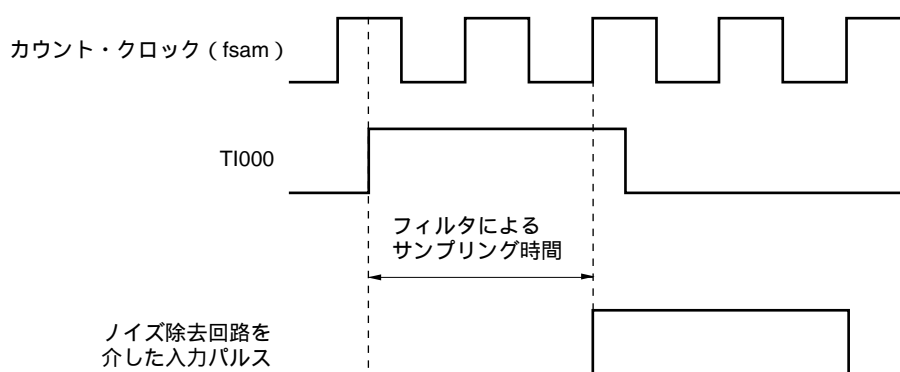 カウント・クロック（fsam）
TI000
フィルタによる
サンプリング時間
ノイズ除去回路を
介した入力パルス